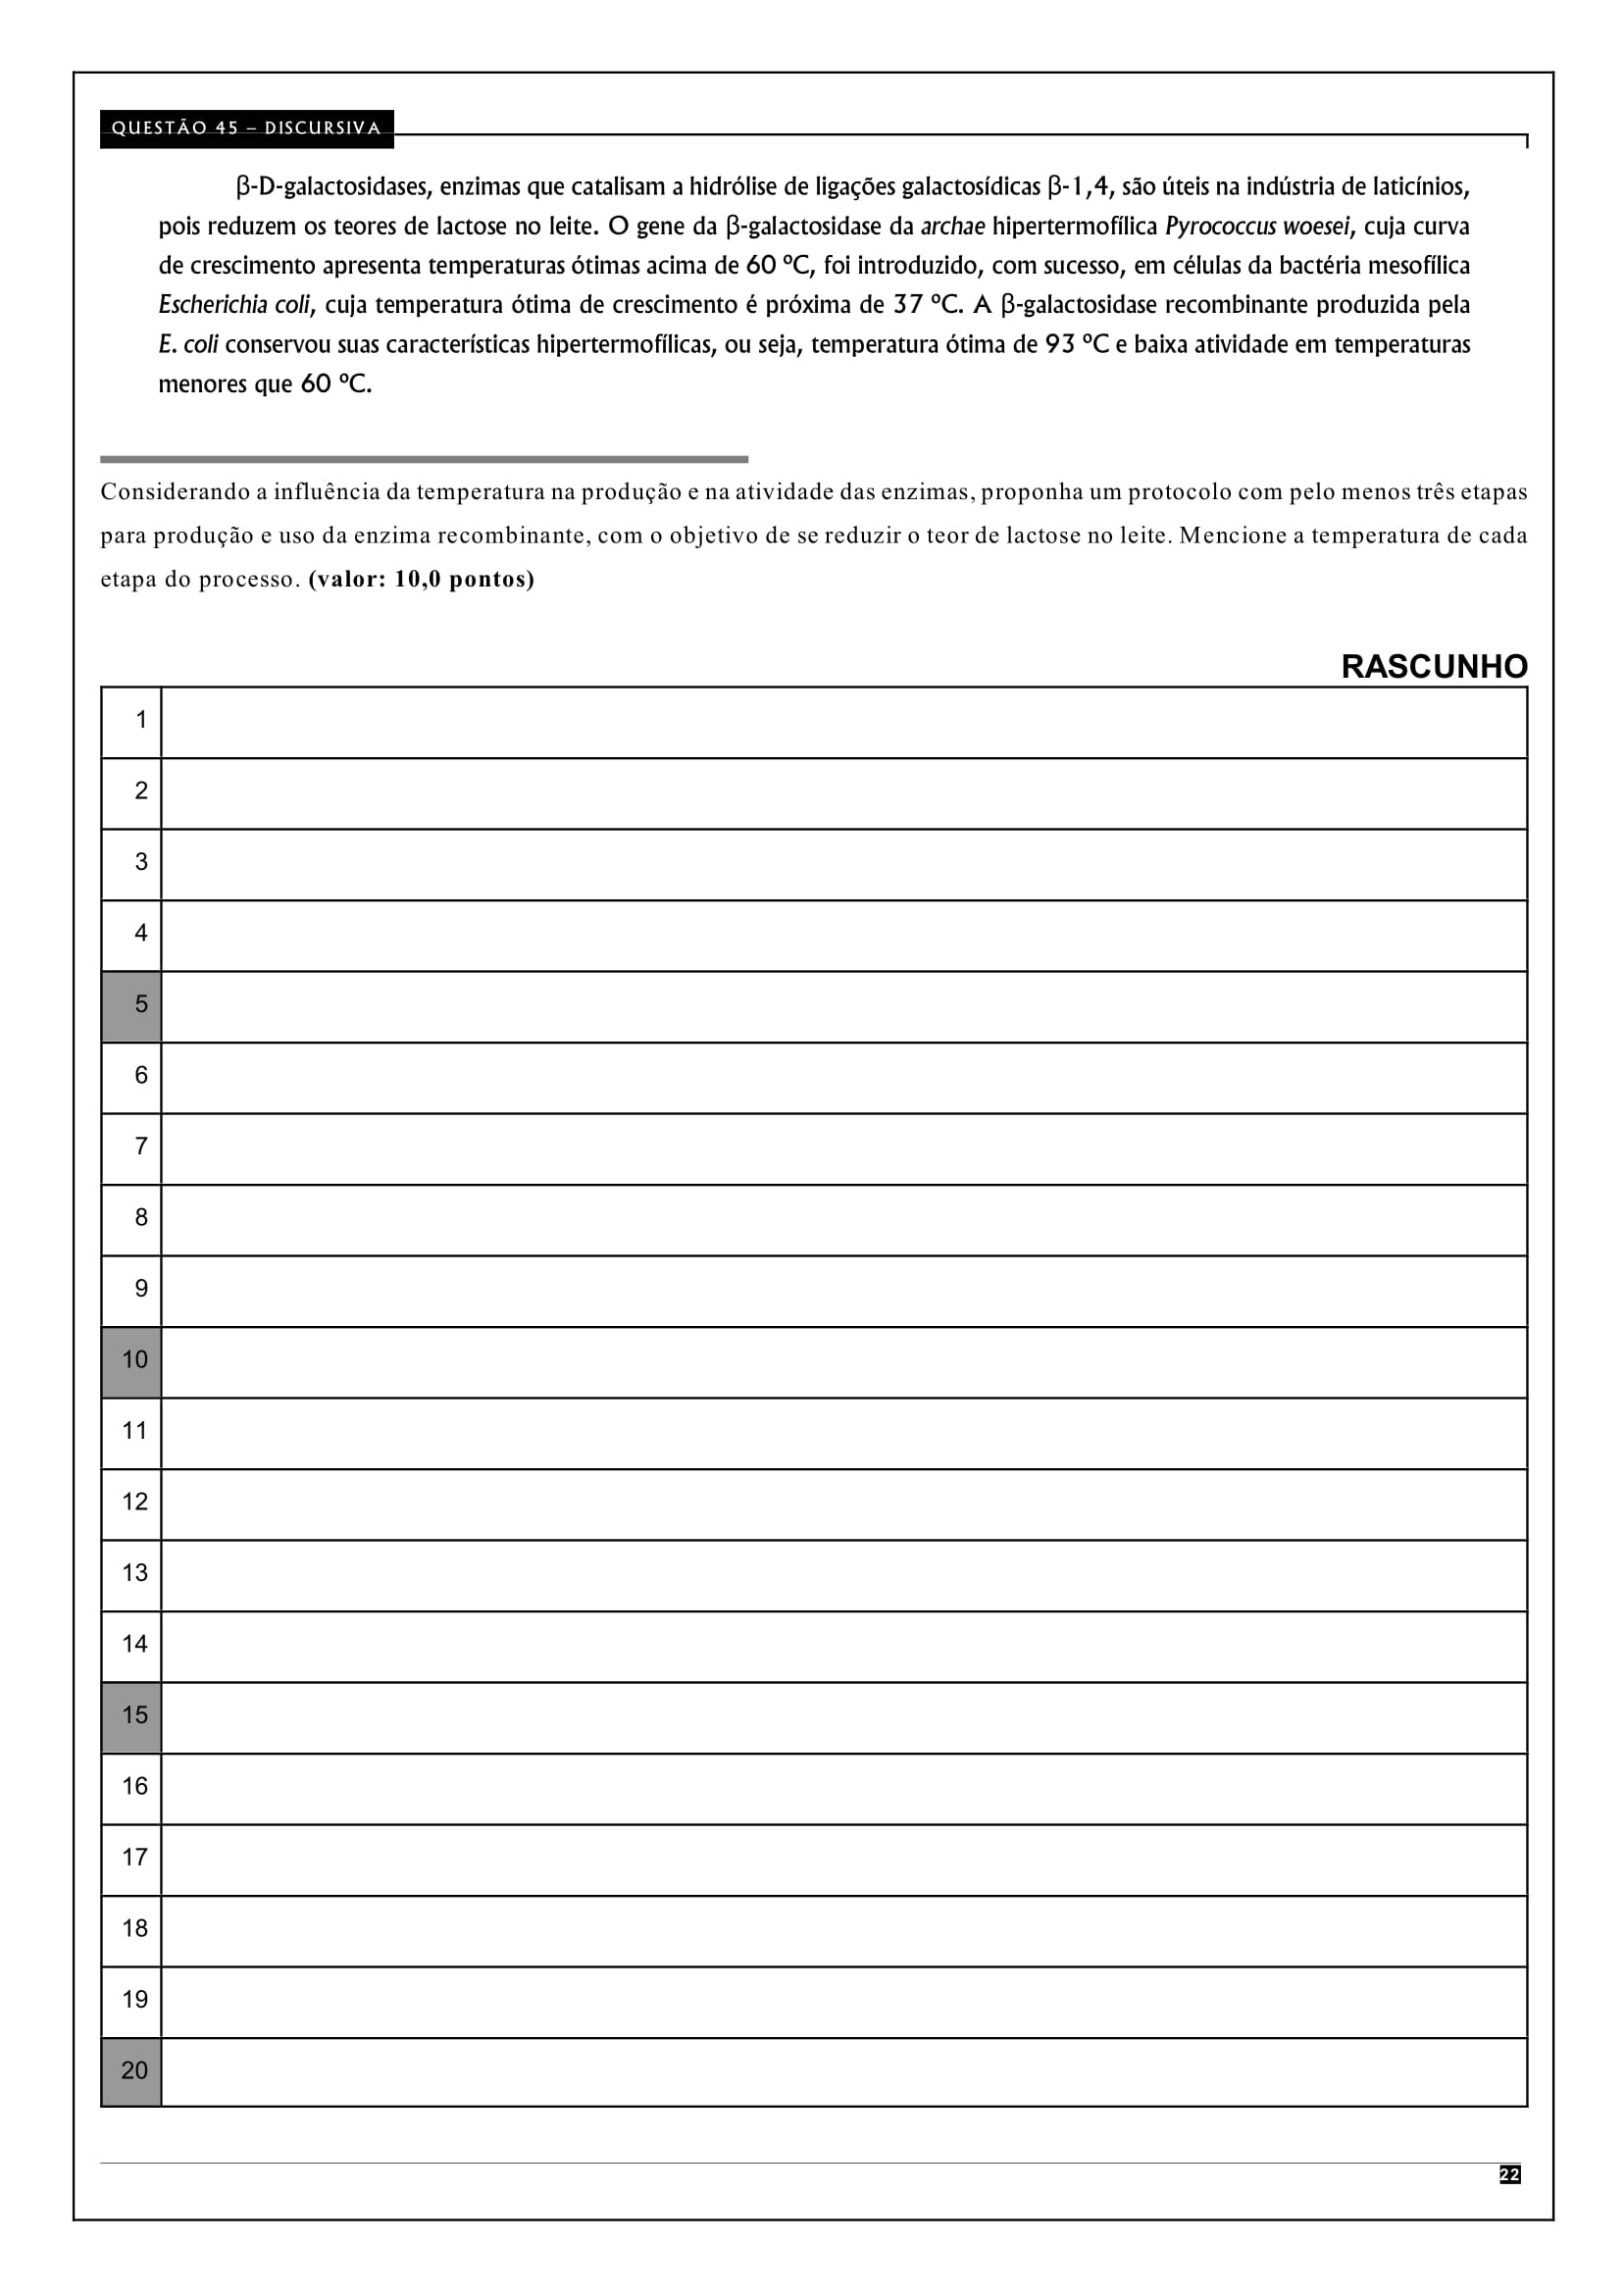 QUESTÃO 45 – DISCURSIVA
β-D-galactosidases, enzimas que catalisam a hidrólise de ligações galactosídicas β-1,4, são úteis na indústria de laticínios,
pois reduzem os teores de lactose no leite. O gene da β-galactosidase da archae hipertermofílica Pyrococcus woesei, cuja curva
de crescimento apresenta temperaturas ótimas acima de 60 ºC, foi introduzido, com sucesso, em células da bactéria mesofílica
Escherichia coli, cuja temperatura ótima de crescimento é próxima de 37 ºC. A β-galactosidase recombinante produzida pela
E. coli conservou suas características hipertermofílicas, ou seja, temperatura ótima de 93 ºC e baixa atividade em temperaturas
menores que 60 ºC.
Considerando a influência da temperatura na produção e na atividade das enzimas, proponha um protocolo com pelo menos três etapas
para produção e uso da enzima recombinante, com o objetivo de se reduzir o teor de lactose no leite. Mencione a temperatura de cada
etapa do processo. (valor: 10,0 pontos)
RASCUNHO
1
2
3
4
5
6
7
8
9
10
11
12
13
14
15
16
17
18
19
20
22